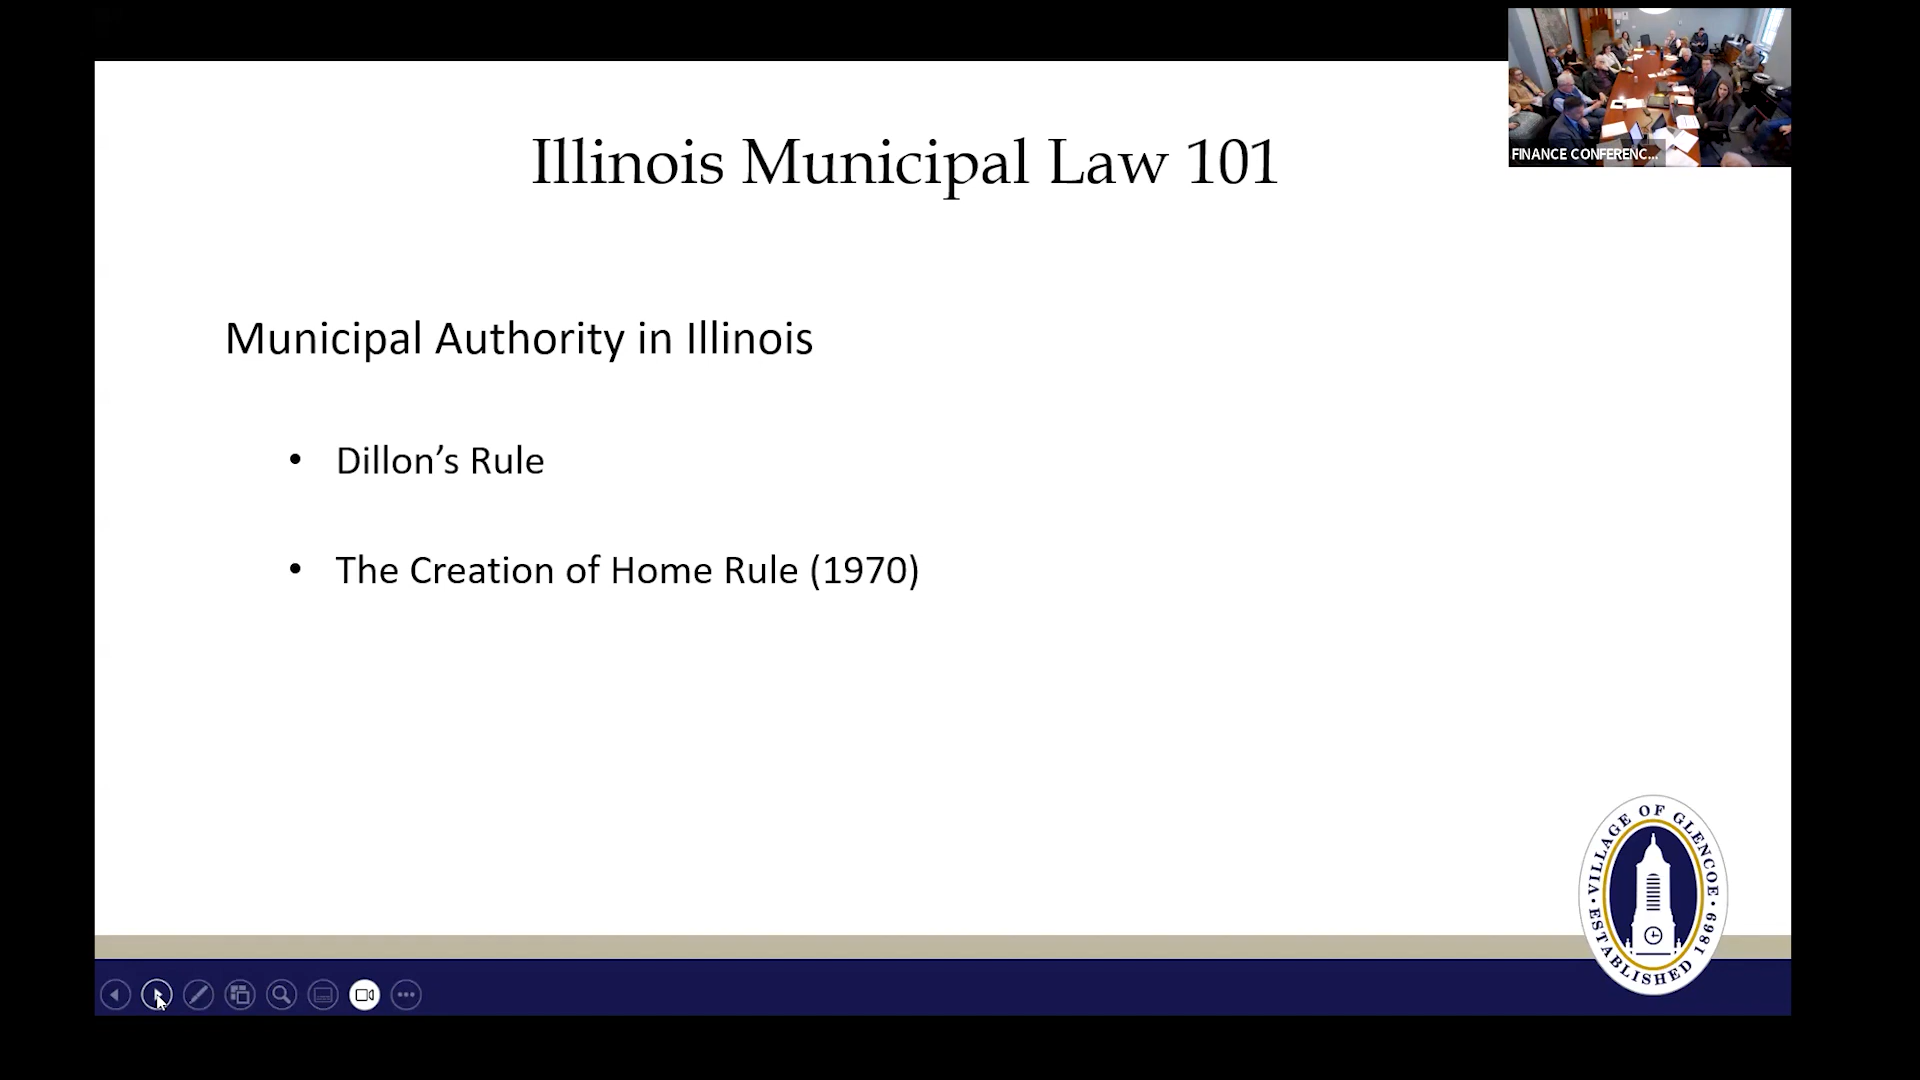 Illinois Municipal Law 101
FINANCE CONFERENC...
Municipal Authority in Illinois
• Dillon’s Rule
• The Creation of Home Rule (1970)
VILLAGE OF GLENCOE
• ESTABLISHED 1869 •